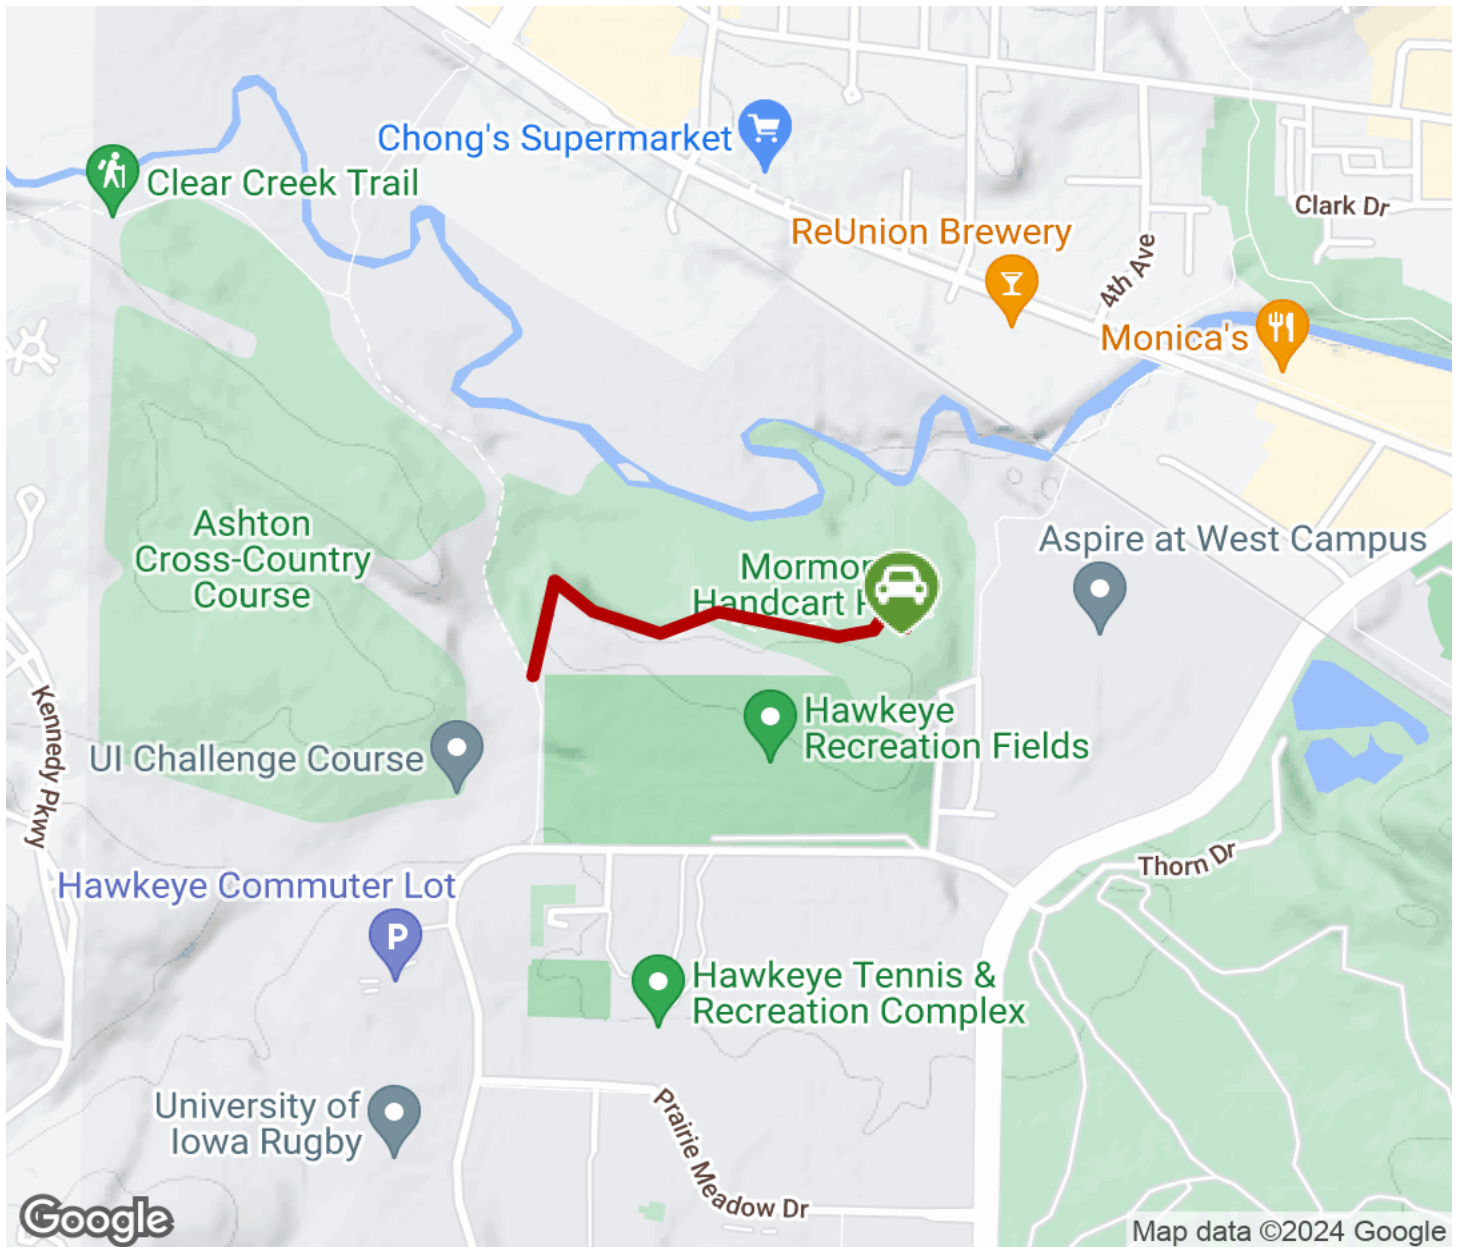 Chong's Supermarket
Clear Creek Trail
Clark Dr
ReUnion Brewery
4th Ave
Monica's
Ashton
Cross-Country
Course
Aspire at West Campus
Mormon
Handcart
Kennedy Pkwy
Hawkeye
Recreation Fields
UI Challenge Course
Thorn Dr
Hawkeye Commuter Lot
P
Hawkeye Tennis &
Recreation Complex
University of
Iowa Rugby
Prairie Meadow Dr
Google
Map data ©2024 Google